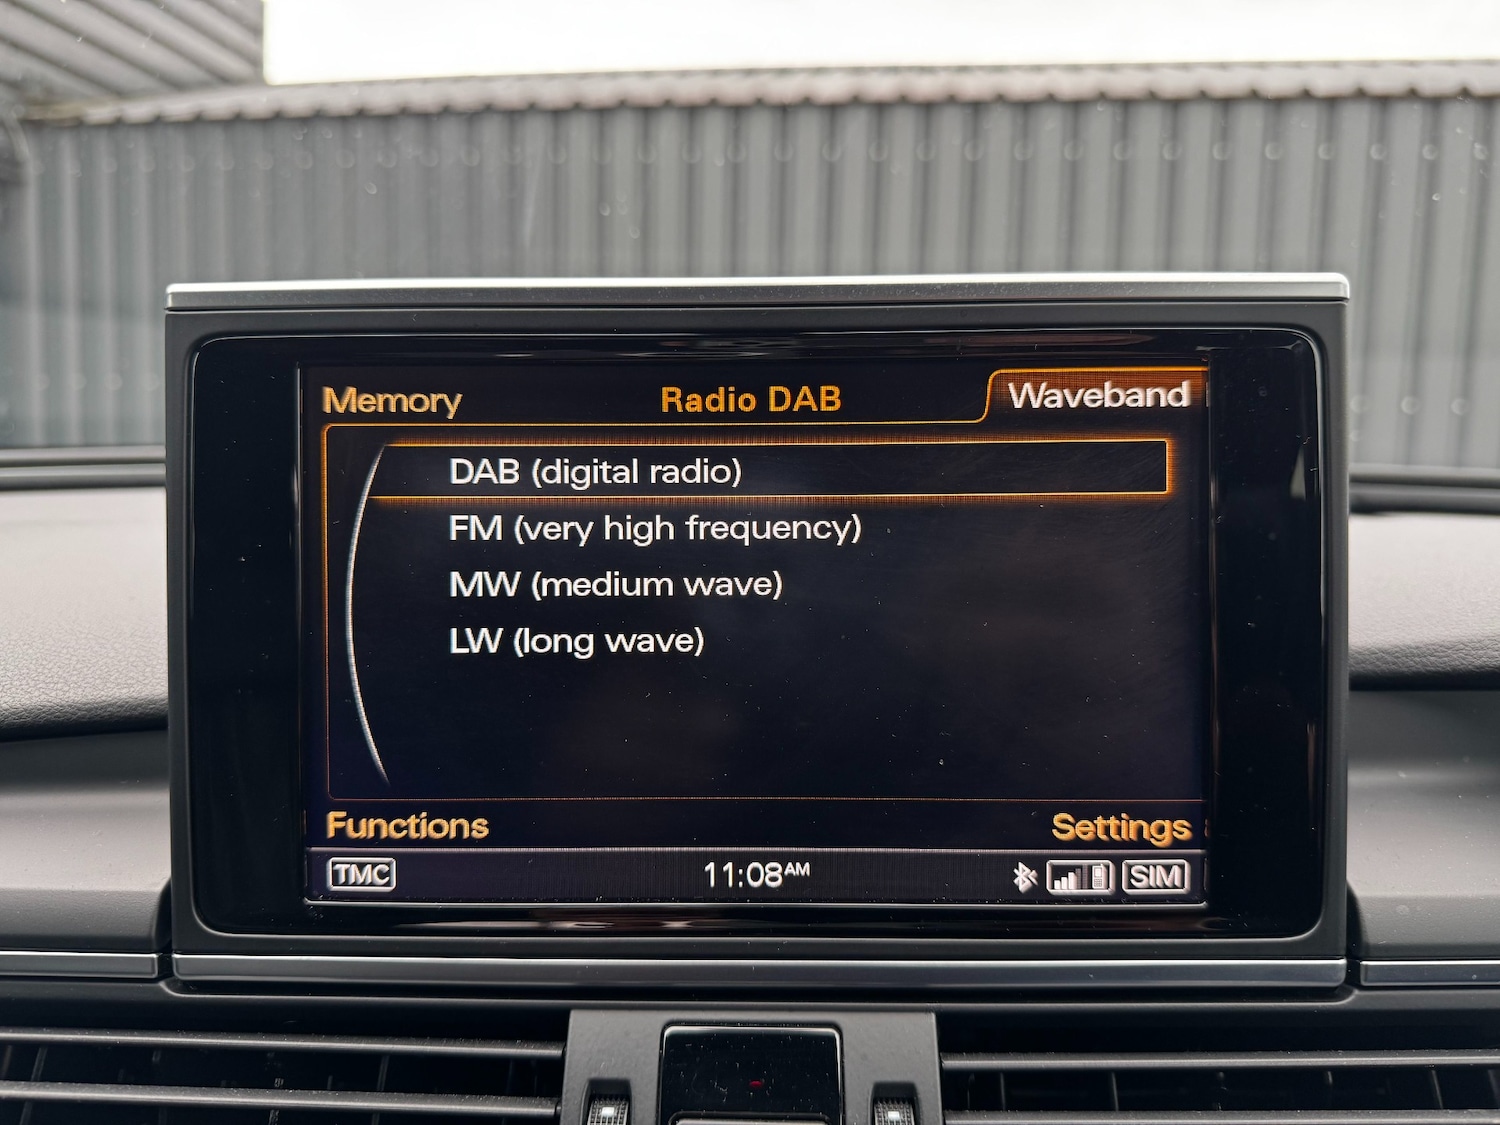 Memory
Radio DAB
Waveband
DAB (digital radio)
FM (very high frequency)
MW (medium wave)
LW (long wave)
Functions
Settings
TMC
11:08AM
SIM